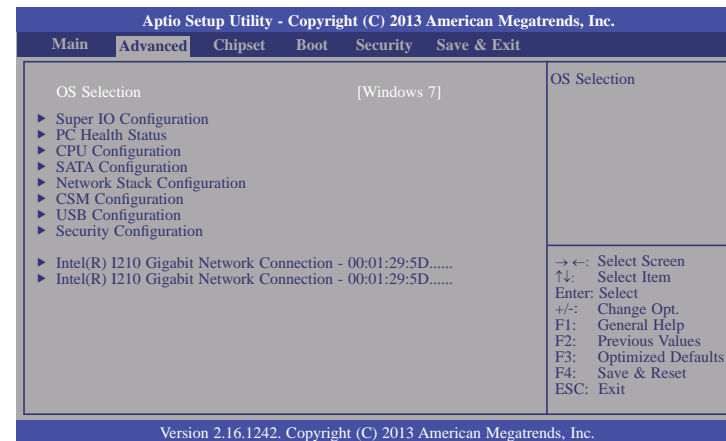 Aptio Setup Utility - Copyright (C) 2013 American Megatrends, Inc.
Main Advanced Chipset Boot Security Save & Exit
OS Selection [Windows 7]
► Super IO Configuration
► PC Health Status
► CPU Configuration
► SATA Configuration
► Network Stack Configuration
► CSM Configuration
► USB Configuration
► Security Configuration
► Intel(R) I210 Gigabit Network Connection - 00:01:29:5D......
► Intel(R) I210 Gigabit Network Connection - 00:01:29:5D......
OS Selection
→←: Select Screen
↑↓: Select Item
Enter: Select
+/-: Change Opt.
F1: General Help
F2: Previous Values
F3: Optimized Defaults
F4: Save & Reset
ESC: Exit
Version 2.16.1242. Copyright (C) 2013 American Megatrends, Inc.